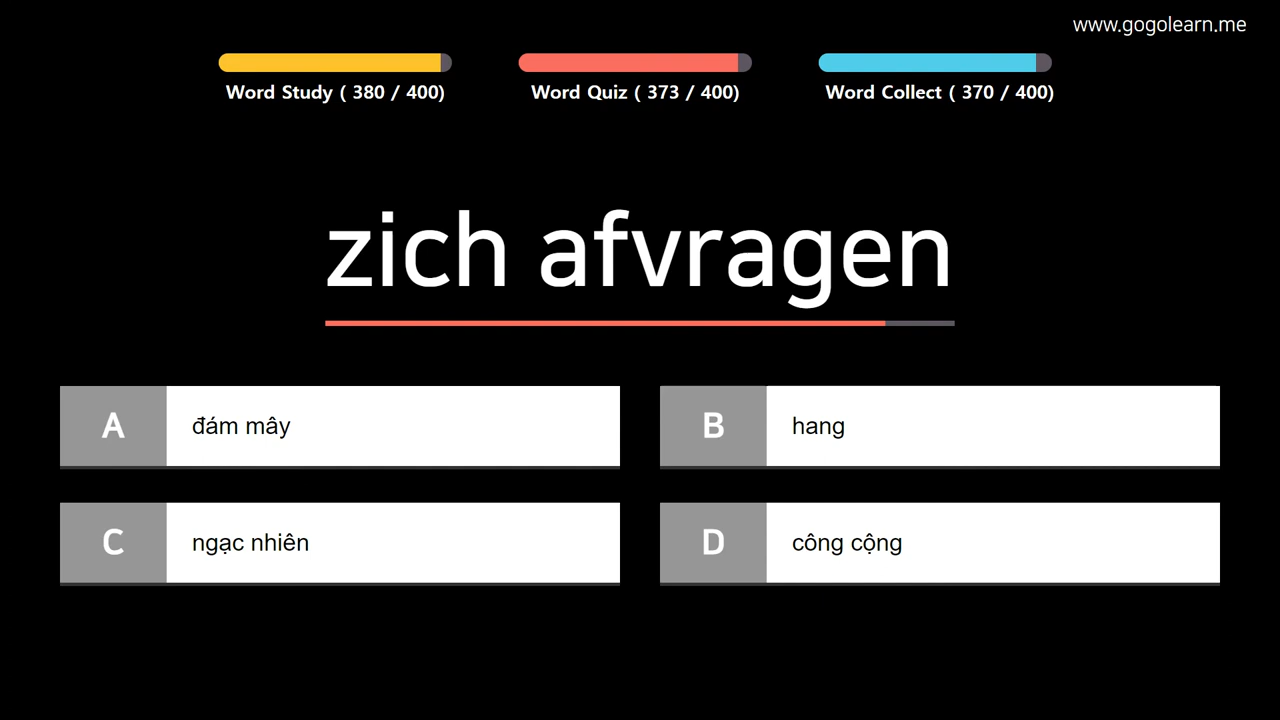 www.gogolearn.me
Word Study ( 380 / 400)
Word Quiz ( 373 / 400)
Word Collect ( 370 / 400)
zich afvragen
A đám mây
B hang
C ngạc nhiên
D công cộng